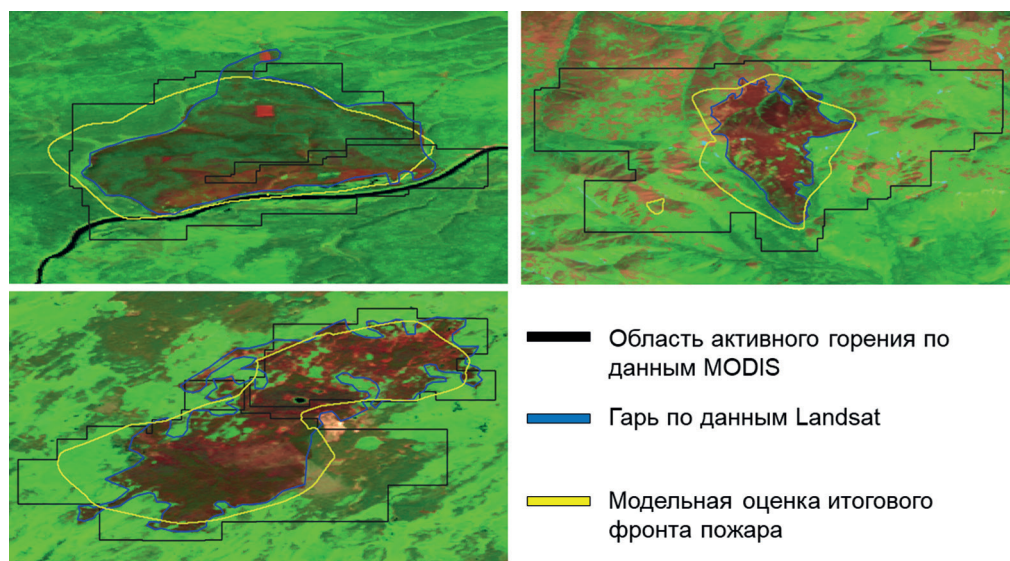 Область активного горения по
данным MODIS
Гарь по данным Landsat
Модельная оценка итогового
фронта пожара